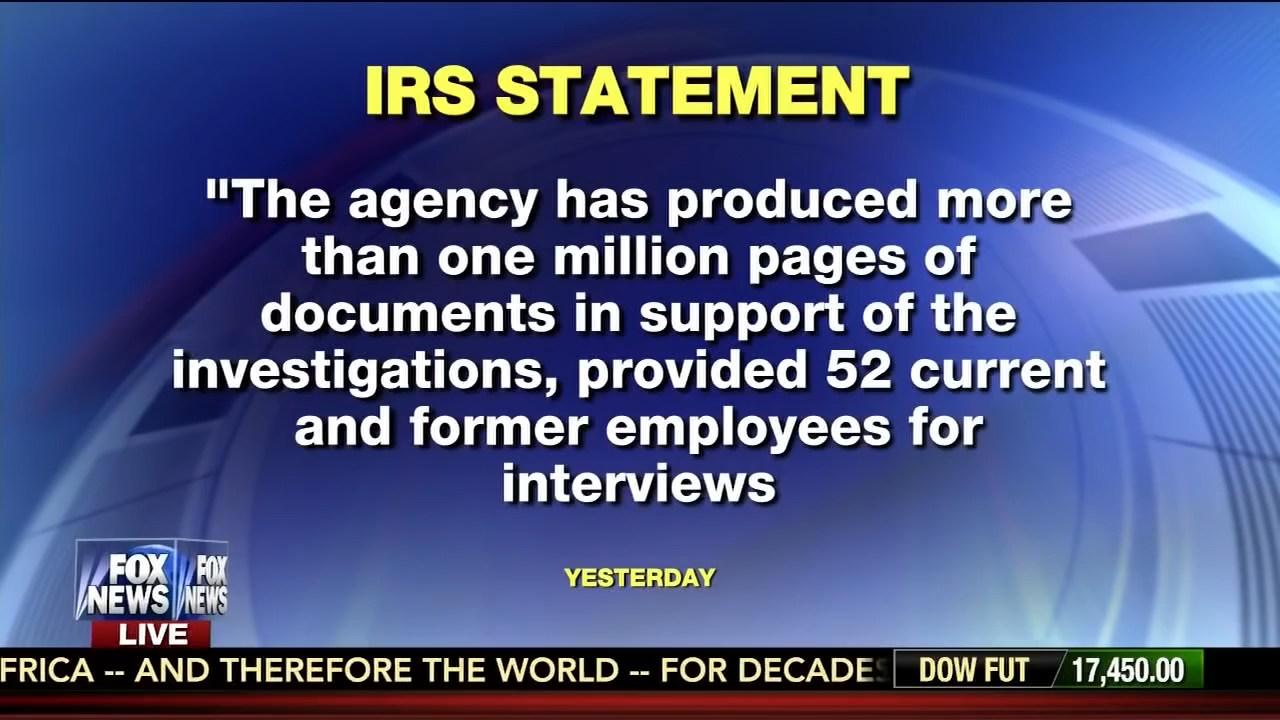 IRS STATEMENT
"The agency has produced more
than one million pages of
documents in support of the
investigations, provided 52 current
and former employees for
interviews
YESTERDAY
FOX NEWS
FOX NEWS
LIVE
FRICA -- AND THEREFORE THE WORLD -- FOR DECADES
DOW FUT 17,450.00